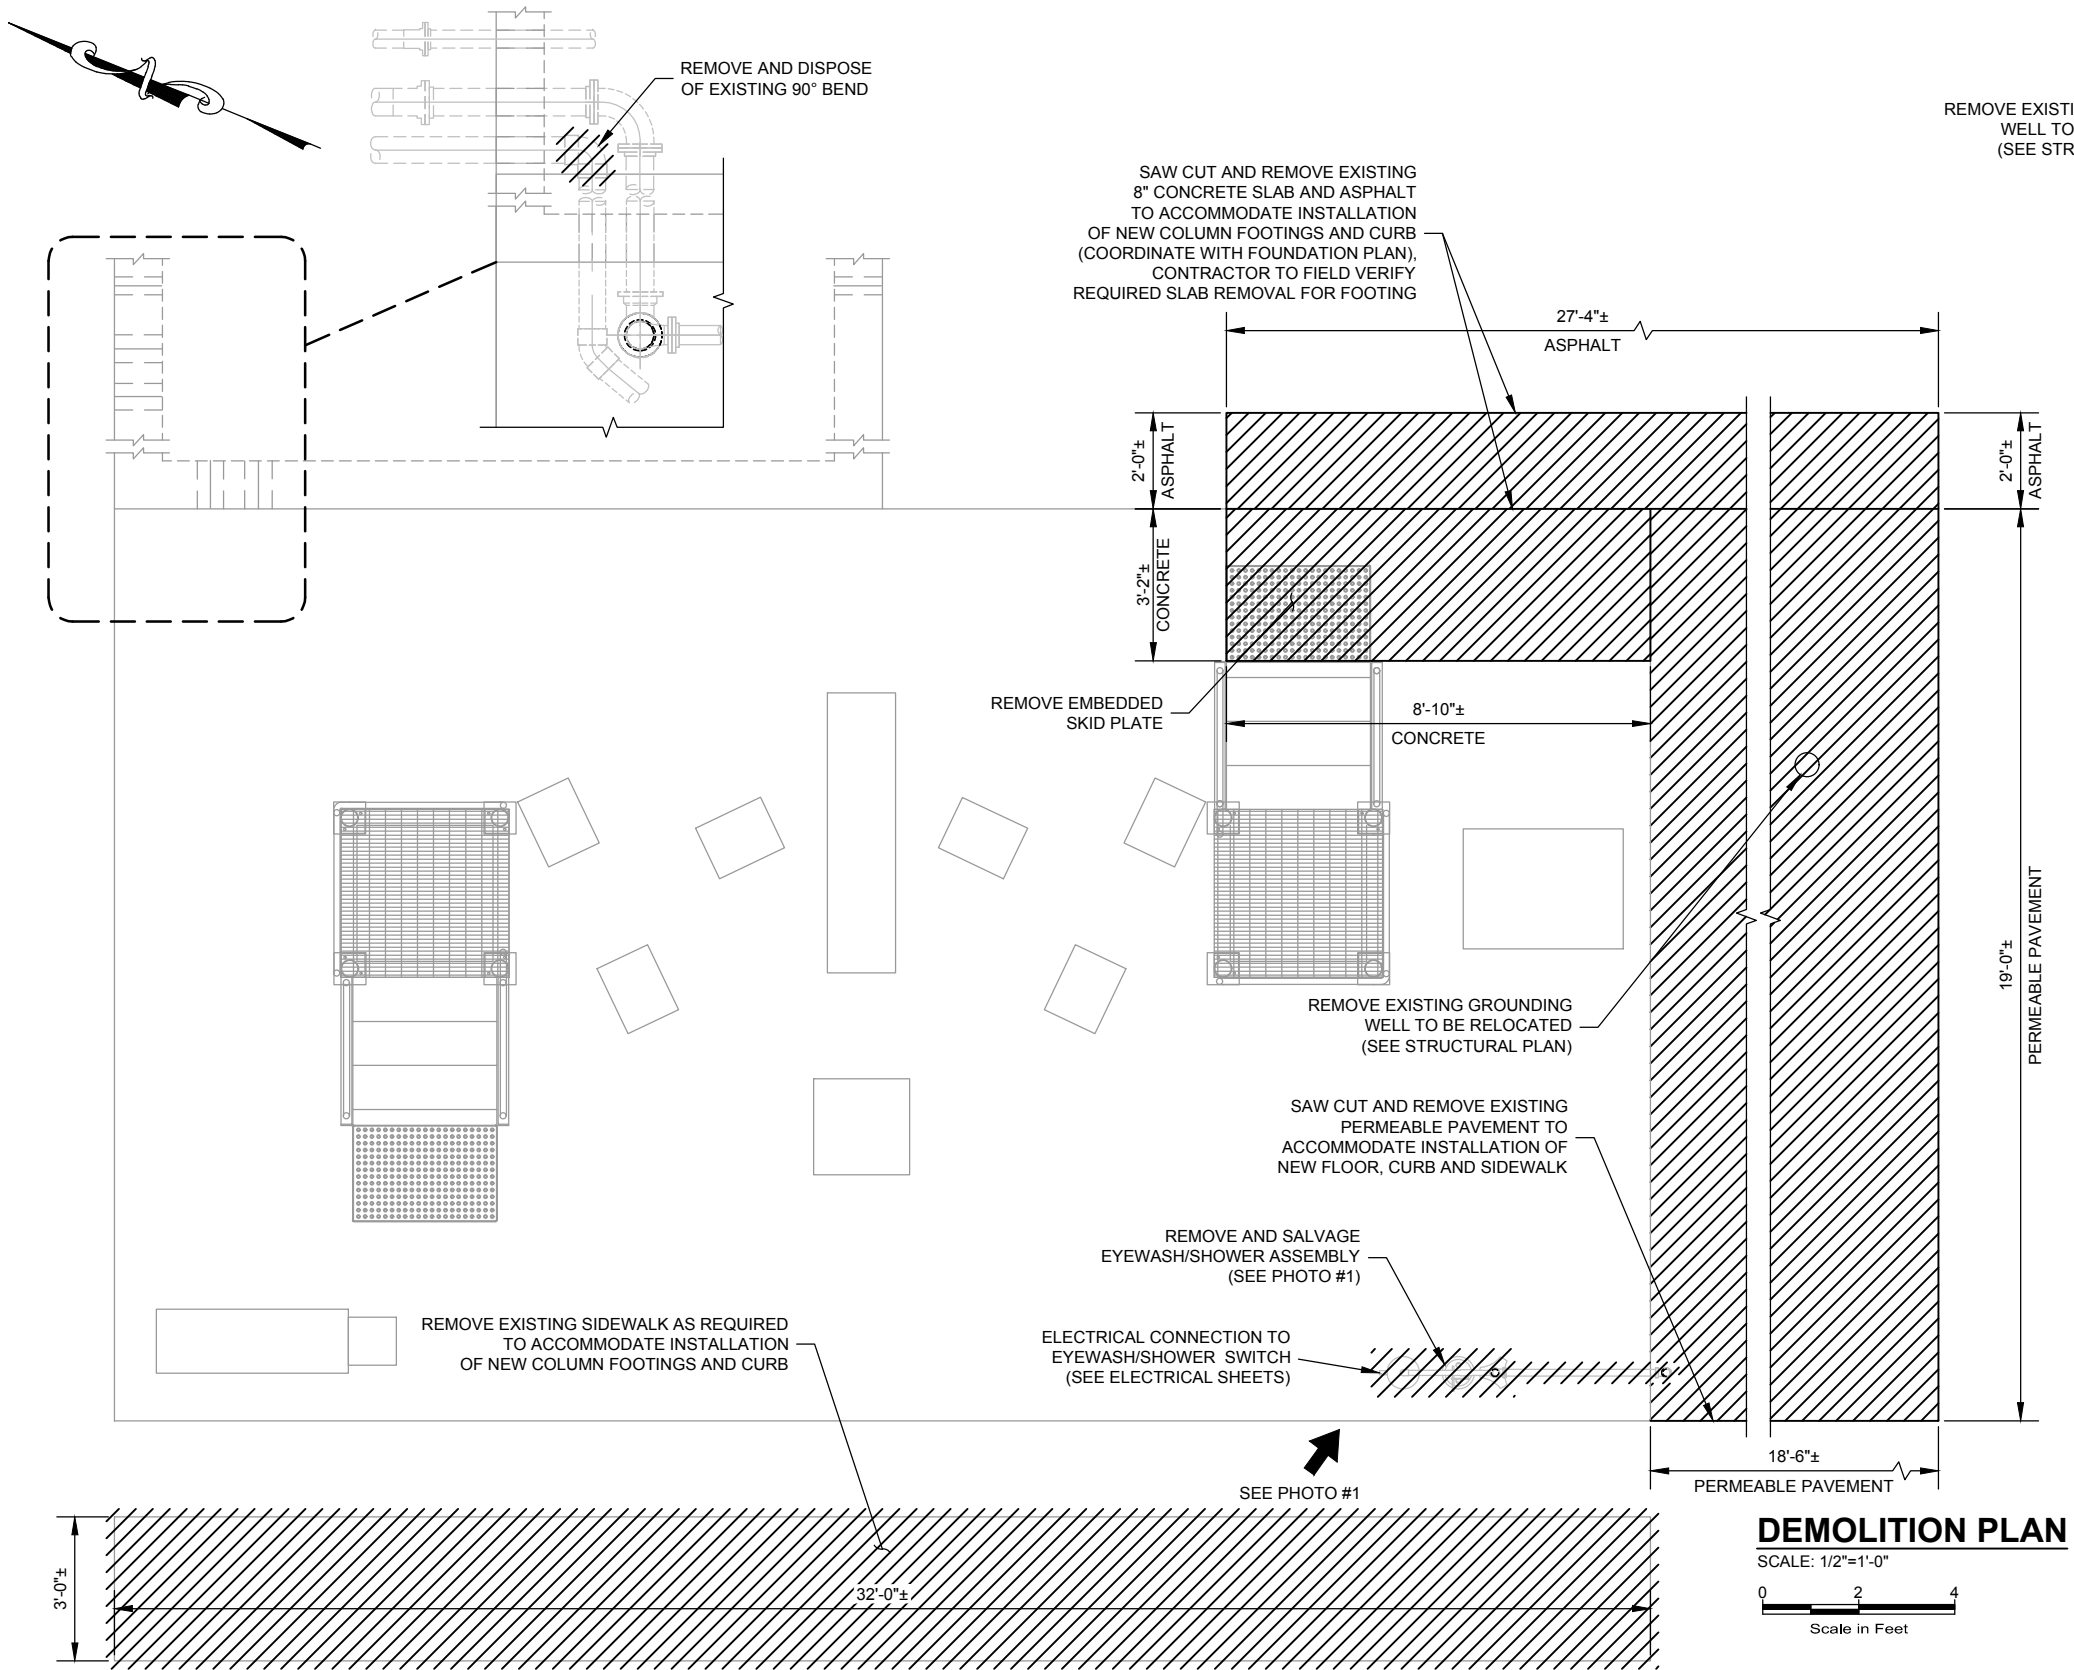 REMOVE AND DISPOSE
OF EXISTING 90° BEND
REMOVE EXISTI
WELL TO
(SEE STR
SAW CUT AND REMOVE EXISTING
8" CONCRETE SLAB AND ASPHALT
TO ACCOMMODATE INSTALLATION
OF NEW COLUMN FOOTINGS AND CURB
(COORDINATE WITH FOUNDATION PLAN),
CONTRACTOR TO FIELD VERIFY
REQUIRED SLAB REMOVAL FOR FOOTING
27'-4"±
ASPHALT
2'-0"±
ASPHALT
2'-0"±
ASPHALT
3'-2"±
CONCRETE
REMOVE EMBEDDED
SKID PLATE
8'-10"±
CONCRETE
19'-0"±
PERMEABLE PAVEMENT
REMOVE EXISTING GROUNDING
WELL TO BE RELOCATED
(SEE STRUCTURAL PLAN)
SAW CUT AND REMOVE EXISTING
PERMEABLE PAVEMENT TO
ACCOMMODATE INSTALLATION OF
NEW FLOOR, CURB AND SIDEWALK
REMOVE AND SALVAGE
EYEWASH/SHOWER ASSEMBLY
(SEE PHOTO #1)
REMOVE EXISTING SIDEWALK AS REQUIRED
TO ACCOMMODATE INSTALLATION
OF NEW COLUMN FOOTINGS AND CURB
ELECTRICAL CONNECTION TO
EYEWASH/SHOWER SWITCH
(SEE ELECTRICAL SHEETS)
SEE PHOTO #1
18'-6"±
PERMEABLE PAVEMENT
3'-0"±
32'-0"±
DEMOLITION PLAN
SCALE: 1/2"=1'-0"
0 2 4
Scale in Feet